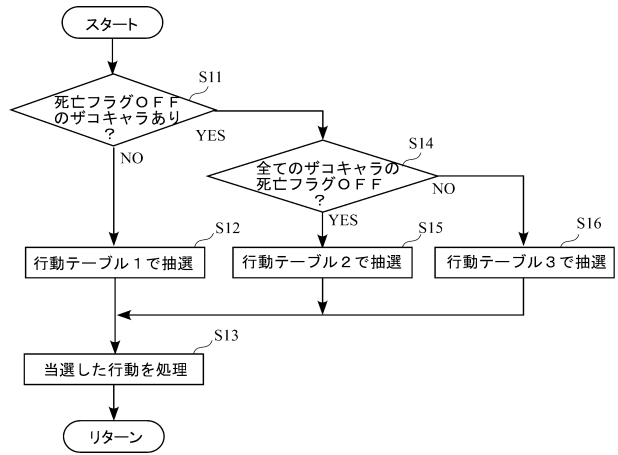 スタート
S11
死亡フラグＯＦＦ
のザコキャラあり
？
YES
NO
S14
全てのザコキャラの
死亡フラグＯＦＦ
？
NO
YES
S12
行動テーブル１で抽選
S15
行動テーブル２で抽選
S16
行動テーブル３で抽選
S13
当選した行動を処理
リターン